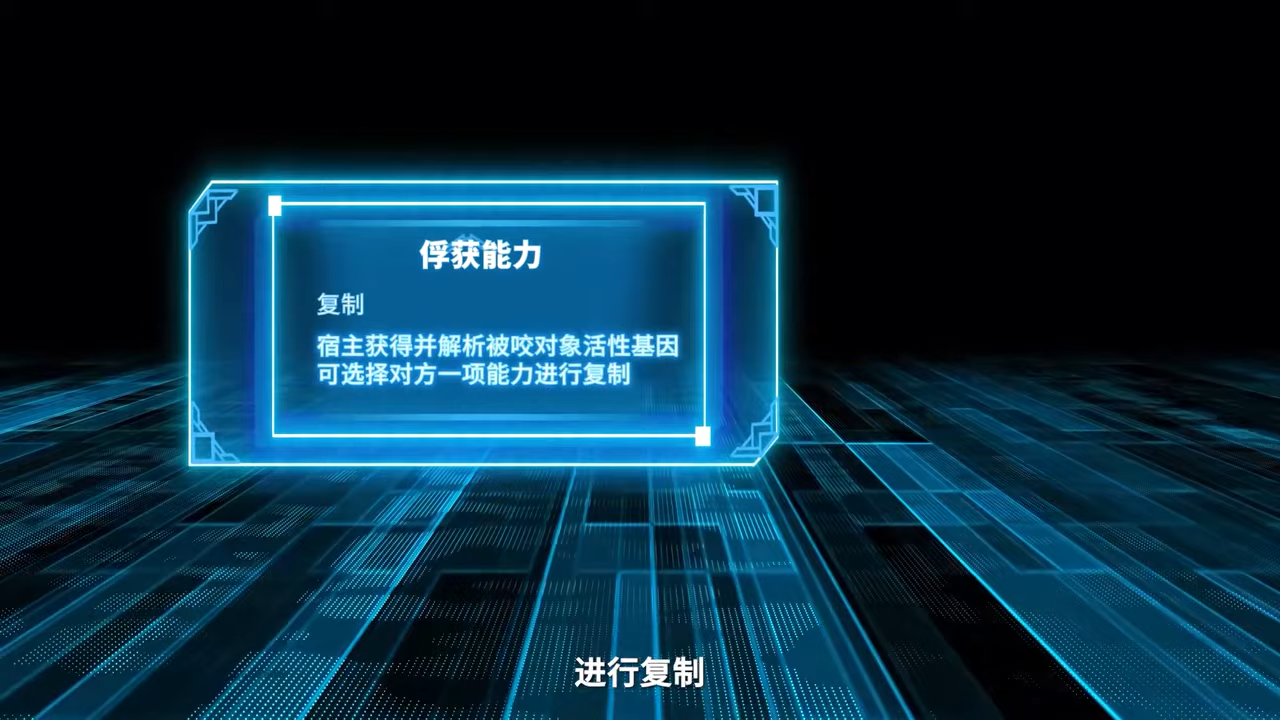 俘获能力
复制
宿主获得并解析被咬对象活性基因
可选择对方一项能力进行复制
进行复制